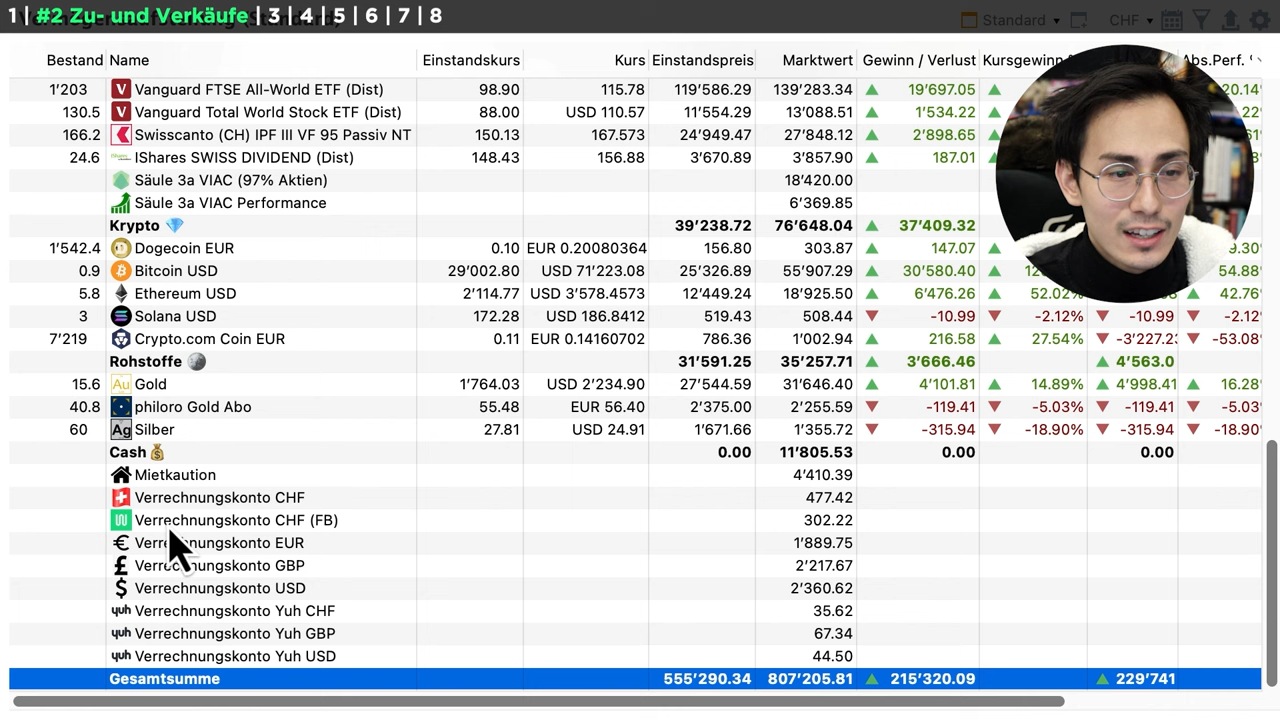 1 | #2 Zu- und Verkäufe | 3 | 4 | 5 | 6 | 7 | 8
Standard CHF
Bestand Name Einstandskurs Kurs Einstandspreis Marktwert Gewinn / Verlust Kursgewinn Abs.Perf.
1’203 Vanguard FTSE All-World ETF (Dist) 98.90 115.78 119’586.29 139’283.34 19’697.05 20.14
130.5 Vanguard Total World Stock ETF (Dist) 88.00 USD 110.57 11’554.29 13’088.51 1’534.22
166.2 Swisscanto (CH) IPF III VF 95 Passiv NT 150.13 167.573 24’949.47 27’848.12 2’898.65
24.6 IShares SWISS DIVIDEND (Dist) 148.43 156.88 3’670.89 3’857.90 187.01
Säule 3a VIAC (97% Aktien) 18’420.00
Säule 3a VIAC Performance 6’369.85
Krypto 💎 39’238.72 76’648.04 37’409.32
1’542.4 Dogecoin EUR 0.10 EUR 0.20080364 156.80 303.87 147.07 9.30
0.9 Bitcoin USD 29’002.80 USD 71’223.08 25’326.89 55’907.29 30’580.40 54.88
5.8 Ethereum USD 2’114.77 USD 3’578.4573 12’449.24 18’925.50 6’476.26 52.02% 42.76
3 Solana USD 172.28 USD 186.8412 519.43 508.44 -10.99 -2.12% -10.99 -2.12
7’219 Crypto.com Coin EUR 0.11 EUR 0.14160702 786.36 1’002.94 216.58 27.54% -3’227.2 -53.08
Rohstoffe 31’591.25 35’257.71 3’666.46 4’563.0
15.6 Au Gold 1’764.03 USD 2’234.90 27’544.59 31’646.40 4’101.81 14.89% 4’998.41 16.28
40.8 philoro Gold Abo 55.48 EUR 56.40 2’375.00 2’255.59 -119.41 -5.03% -119.41 -5.03
60 Ag Silber 27.81 USD 24.91 1’671.66 1’355.72 -315.94 -18.90% -315.94 -18.90
Cash 💰 0.00 11’805.53 0.00 0.00
Mietkaution 4’410.39
Verrechnungskonto CHF 477.42
Verrechnungskonto CHF (FB) 302.22
€ Verrechnungskonto EUR 1’889.75
£ Verrechnungskonto GBP 2’217.67
$ Verrechnungskonto USD 2’360.62
yuh Verrechnungskonto Yuh CHF 35.62
yuh Verrechnungskonto Yuh GBP 67.34
yuh Verrechnungskonto Yuh USD 44.50
Gesamtsumme 555’290.34 807’205.81 215’320.09 229’741